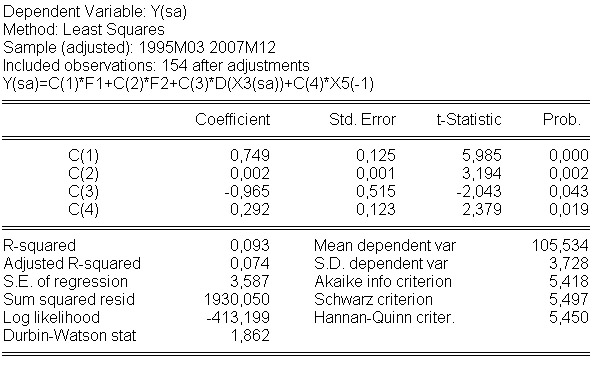 Dependent Variable: Y(sa)
Method: Least Squares
Sample (adjusted): 1995M03 2007M12
Included observations: 154 after adjustments
Y(sa)=C(1)*F1+C(2)*F2+C(3)*D(X3(sa))+C(4)*X5(-1)
Coefficient Std. Error t-Statistic Prob.
C(1) 0,749 0,125 5,985 0,000
C(2) 0,002 0,001 3,194 0,002
C(3) -0,965 0,515 -2,043 0,043
C(4) 0,292 0,123 2,379 0,019
R-squared 0,093 Mean dependent var 105,534
Adjusted R-squared 0,074 S.D. dependent var 3,728
S.E. of regression 3,587 Akaike info criterion 5,418
Sum squared resid 1930,050 Schwarz criterion 5,497
Log likelihood -413,199 Hannan-Quinn criter. 5,450
Durbin-Watson stat 1,862